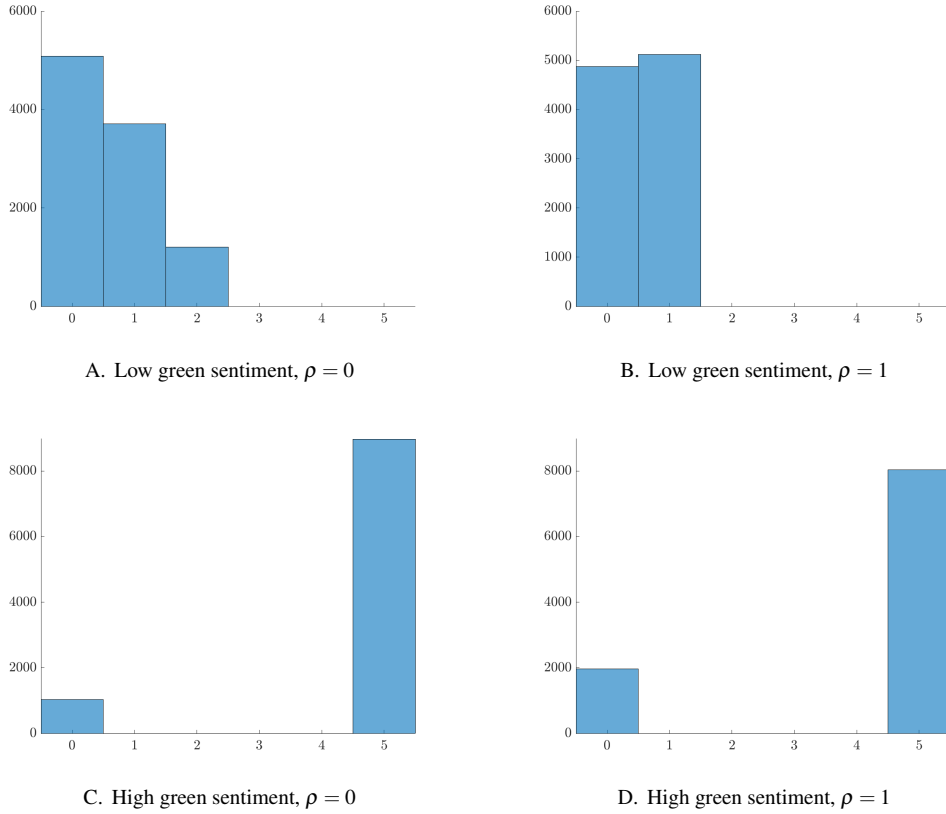 6000
4000
2000
0
0 1 2 3 4 5
A. Low green sentiment, ρ = 0
6000
5000
4000
3000
2000
1000
0
0 1 2 3 4 5
B. Low green sentiment, ρ = 1
8000
6000
4000
2000
0
0 1 2 3 4 5
C. High green sentiment, ρ = 0
8000
6000
4000
2000
0
0 1 2 3 4 5
D. High green sentiment, ρ = 1